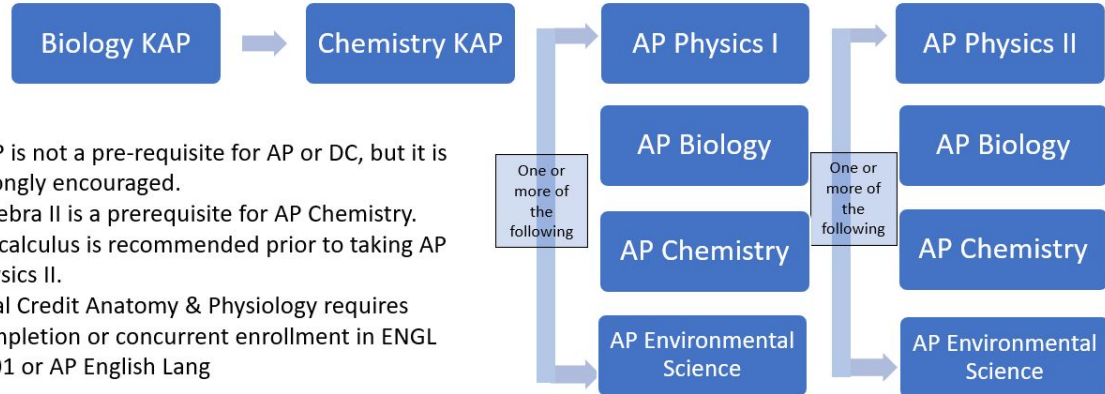 Biology KAP
Chemistry KAP
AP Physics I
AP Physics II
P is not a pre-requisite for AP or DC, but it is
ongly encouraged.
ebra II is a prerequisite for AP Chemistry.
calculus is recommended prior to taking AP
sics II.
al Credit Anatomy & Physiology requires
mpletion or concurrent enrollment in ENGL
01 or AP English Lang
One or
more of
the
following
AP Biology
AP Chemistry
AP Environmental
Science
One or
more of
the
following
AP Biology
AP Chemistry
AP Environmental
Science